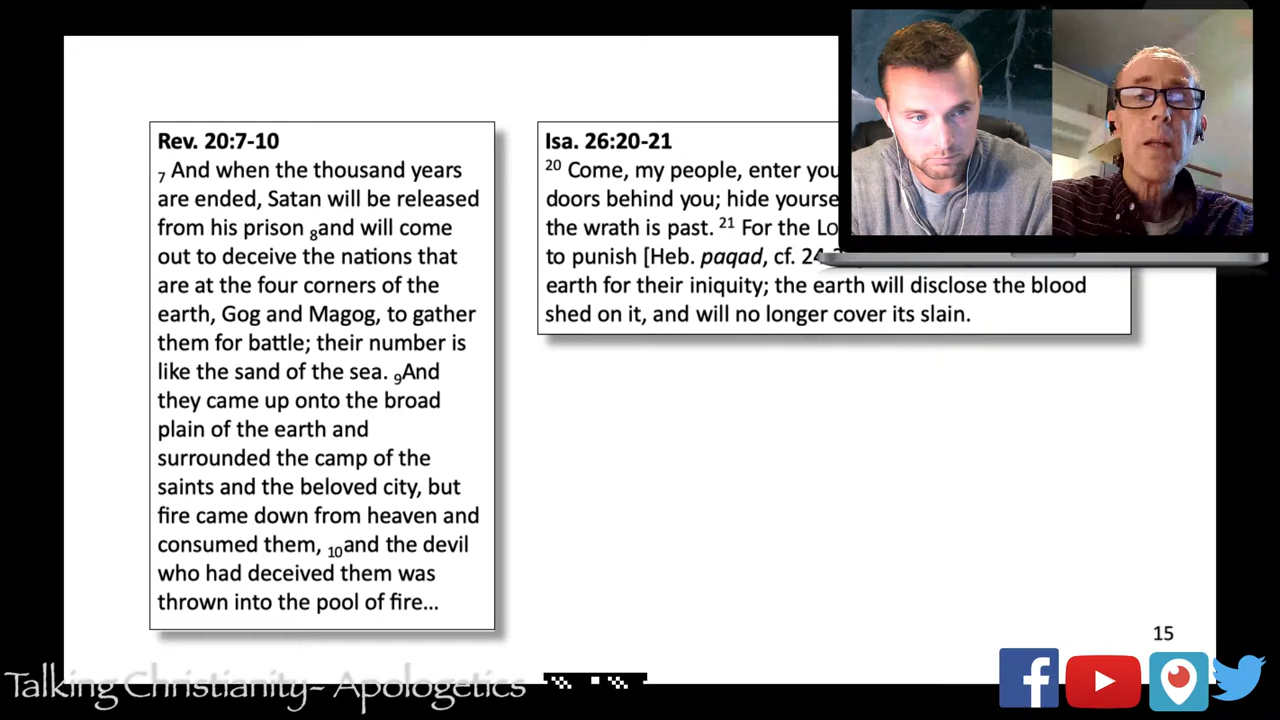 Rev. 20:7-10
7 And when the thousand years
are ended, Satan will be released
from his prison 8and will come
out to deceive the nations that
are at the four corners of the
earth, Gog and Magog, to gather
them for battle; their number is
like the sand of the sea. 9And
they came up onto the broad
plain of the earth and
surrounded the camp of the
saints and the beloved city, but
fire came down from heaven and
consumed them, 10and the devil
who had deceived them was
thrown into the pool of fire...
Isa. 26:20-21
20 Come, my people, enter you
doors behind you; hide yourse
the wrath is past. 21 For the Lo
to punish [Heb. paqad, cf. 24
earth for their iniquity; the earth will disclose the blood
shed on it, and will no longer cover its slain.
15
Talking Christianity- Apologetics